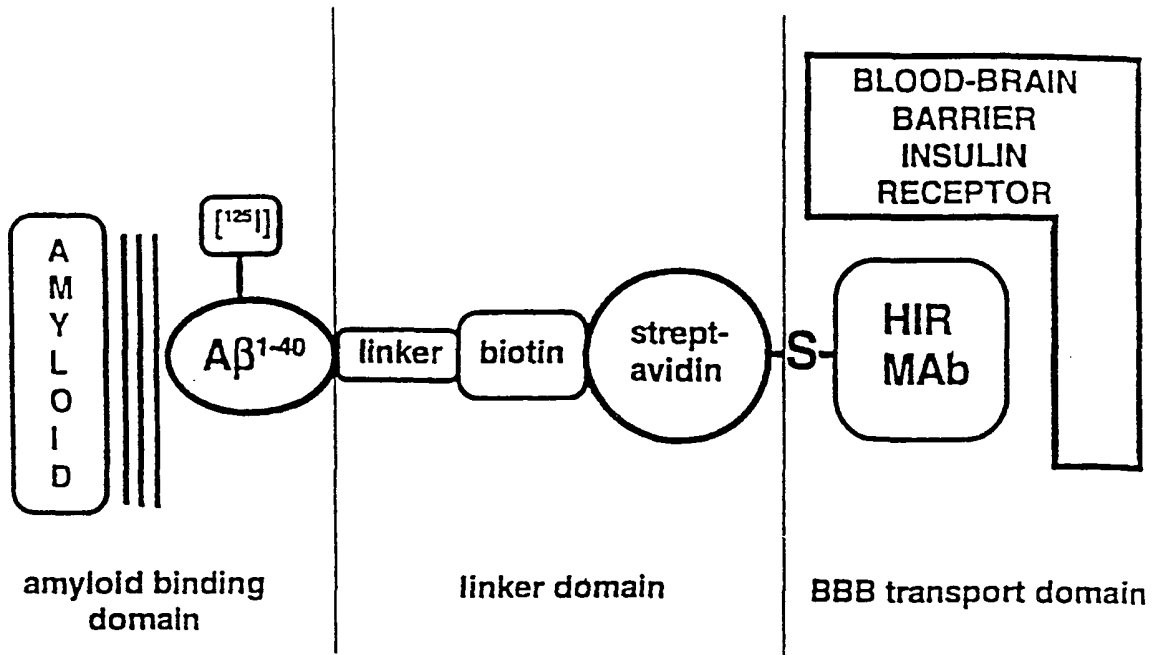 BLOOD-BRAIN
BARRIER
INSULIN
RECEPTOR
[¹²⁵I]
A
M
Y
L
O
I
D
Aβ¹⁻⁴⁰
linker
biotin
strept-
avidin
S
HIR
MAb
amyloid binding
domain
linker domain
BBB transport domain